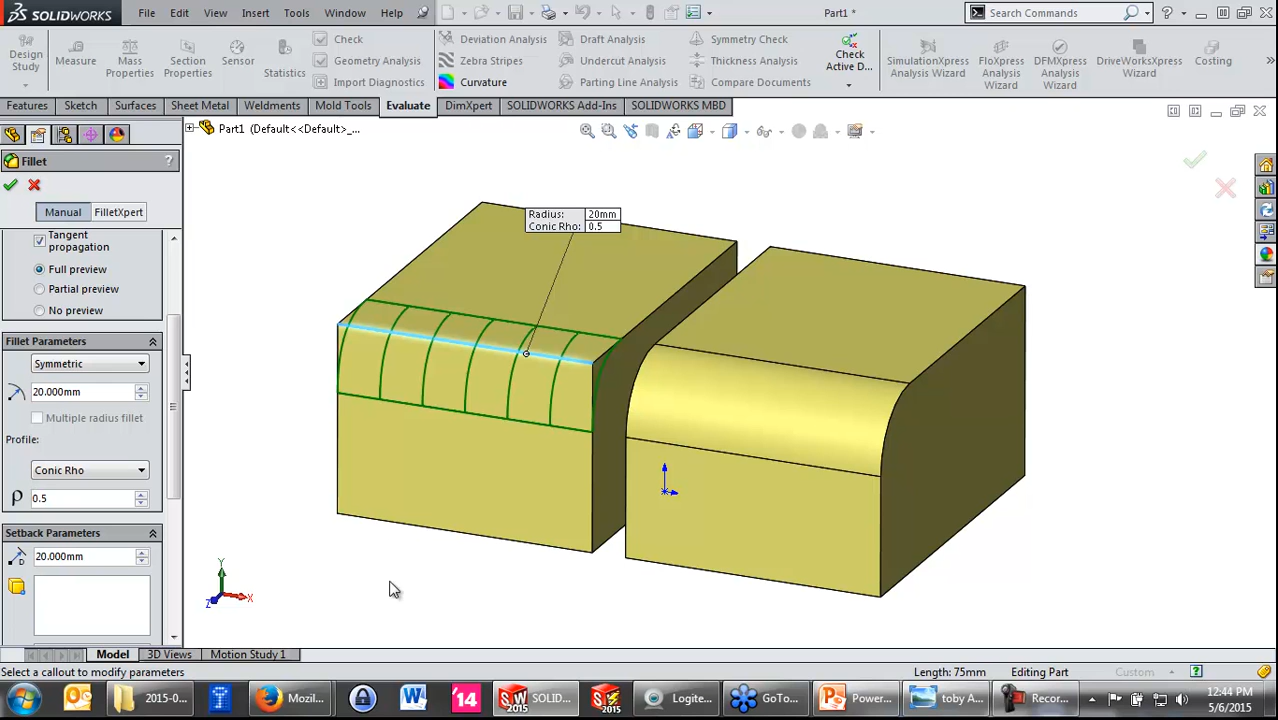 SOLIDWORKS File Edit View Insert Tools Window Help Part1 * Search Commands
Design Study
Measure
Mass Properties
Section Properties
Sensor
Statistics
Check
Geometry Analysis
Import Diagnostics
Deviation Analysis
Zebra Stripes
Curvature
Draft Analysis
Undercut Analysis
Parting Line Analysis
Symmetry Check
Thickness Analysis
Compare Documents
Check Active D...
SimulationXpress Analysis Wizard
FloXpress Analysis Wizard
DFMXpress Analysis Wizard
DriveWorksXpress Wizard
Costing
Features Sketch Surfaces Sheet Metal Weldments Mold Tools Evaluate DimXpert SOLIDWORKS Add-Ins SOLIDWORKS MBD
Part1 (Default<<Default>_...
Fillet ?
Manual FilletXpert
Tangent
propagation
Full preview
Partial preview
No preview
Fillet Parameters
Symmetric
20.000mm
Multiple radius fillet
Profile:
Conic Rho
ρ 0.5
Setback Parameters
20.000mm
Radius: 20mm
Conic Rho: 0.5
Y
X
Z
Model 3D Views Motion Study 1
Select a callout to modify parameters Length: 75mm Editing Part Custom
2015-0... Mozil... '14 SOLID... Logite... GoTo... Power... toby A... Recor... 12:44 PM
5/6/2015